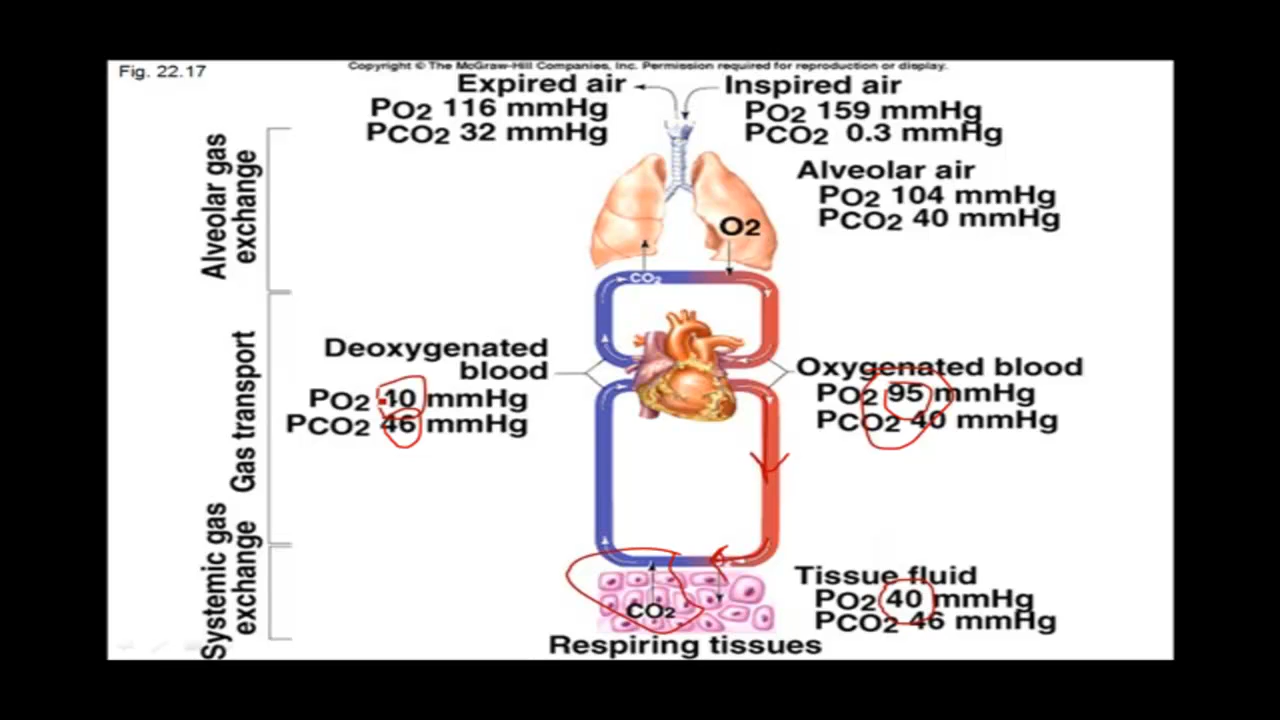 Fig. 22.17
Copyright © The McGraw-Hill Companies, Inc. Permission required for reproduction or display.
Expired air
PO2 116 mmHg
PCO2 32 mmHg
Inspired air
PO2 159 mmHg
PCO2 0.3 mmHg
Alveolar air
PO2 104 mmHg
PCO2 40 mmHg
Alveolar gas
exchange
O2
CO2
Gas transport
Deoxygenated
blood
PO2 40 mmHg
PCO2 46 mmHg
Oxygenated blood
PO2 95 mmHg
PCO2 40 mmHg
Systemic gas
exchange
CO2
Tissue fluid
PO2 40 mmHg
PCO2 46 mmHg
Respiring tissues